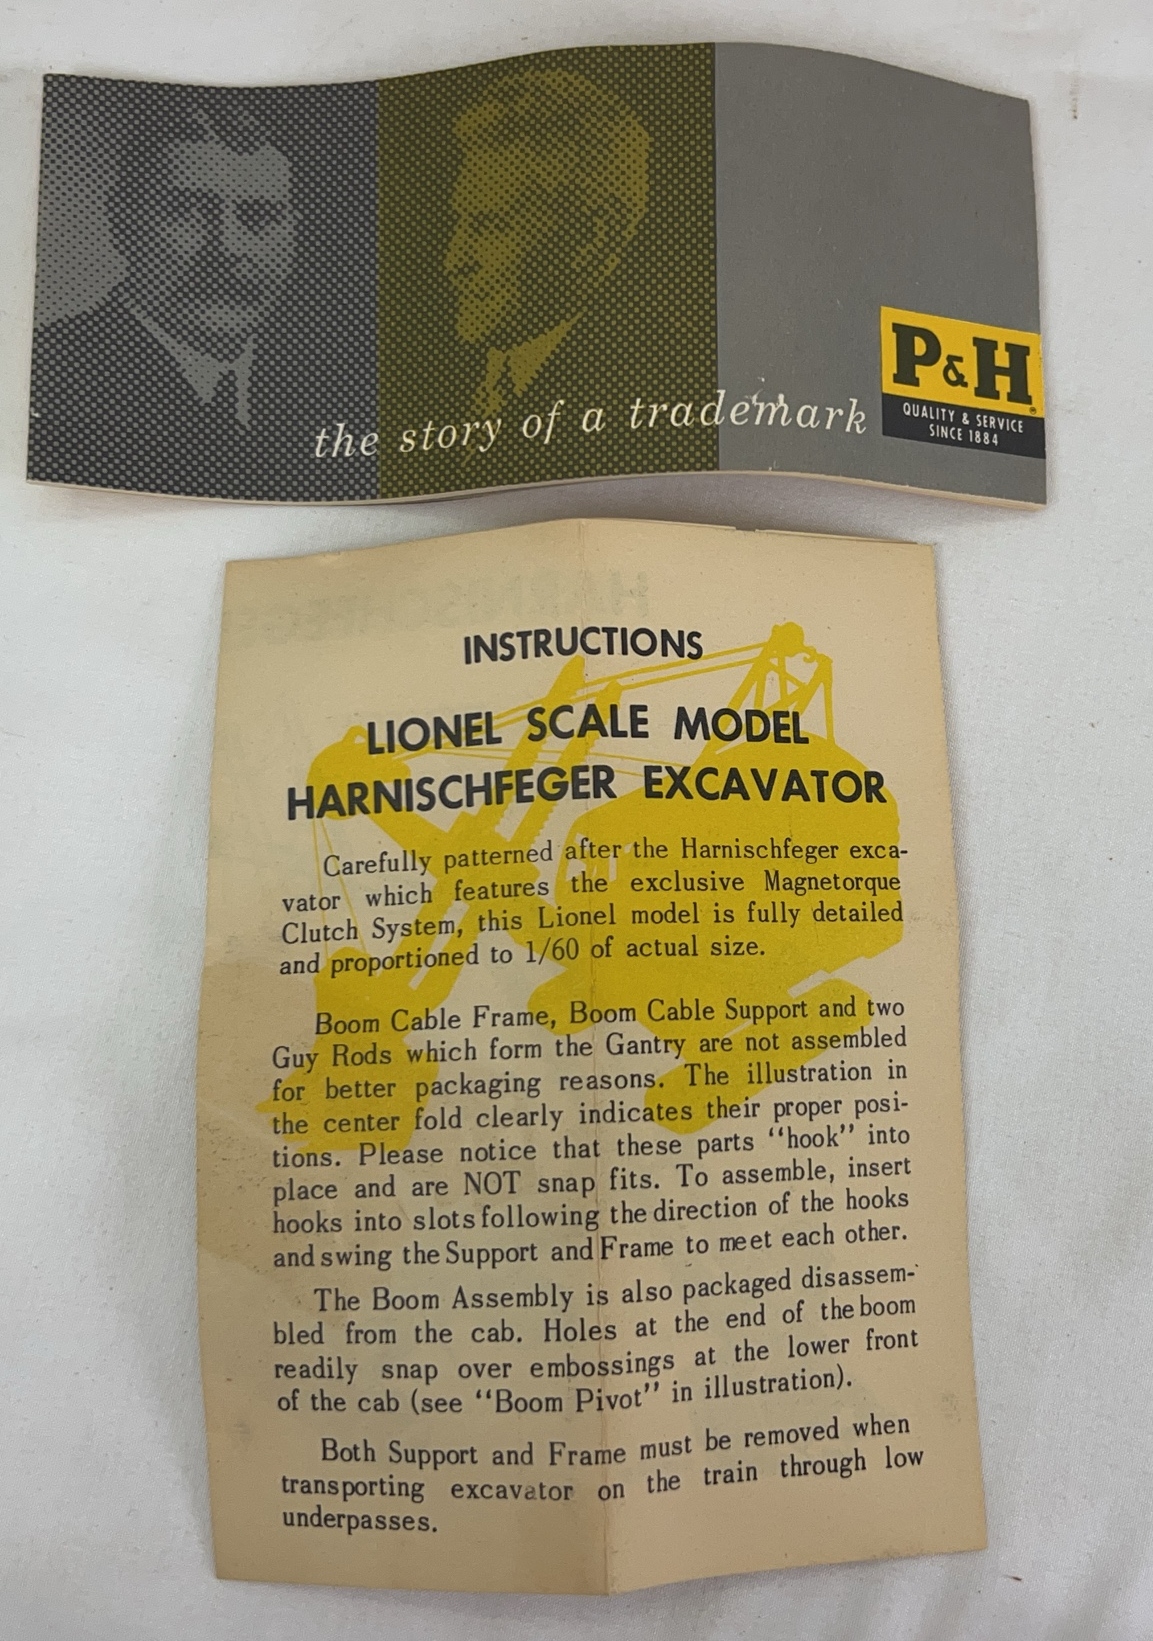 the story of a trademark
P&H
®
QUALITY & SERVICE
SINCE 1884
HARNISCHFEGER
INSTRUCTIONS
LIONEL SCALE MODEL
HARNISCHFEGER EXCAVATOR
Carefully patterned after the Harnischfeger exca-
vator which features the exclusive Magnetorque
Clutch System, this Lionel model is fully detailed
and proportioned to 1/60 of actual size.
Boom Cable Frame, Boom Cable Support and two
Guy Rods which form the Gantry are not assembled
for better packaging reasons. The illustration in
the center fold clearly indicates their proper posi-
tions. Please notice that these parts "hook" into
place and are NOT snap fits. To assemble, insert
hooks into slots following the direction of the hooks
and swing the Support and Frame to meet each other.
The Boom Assembly is also packaged disassem-
bled from the cab. Holes at the end of the boom
readily snap over embossings at the lower front
of the cab (see "Boom Pivot" in illustration).
Both Support and Frame must be removed when
transporting excavator on the train through low
underpasses.